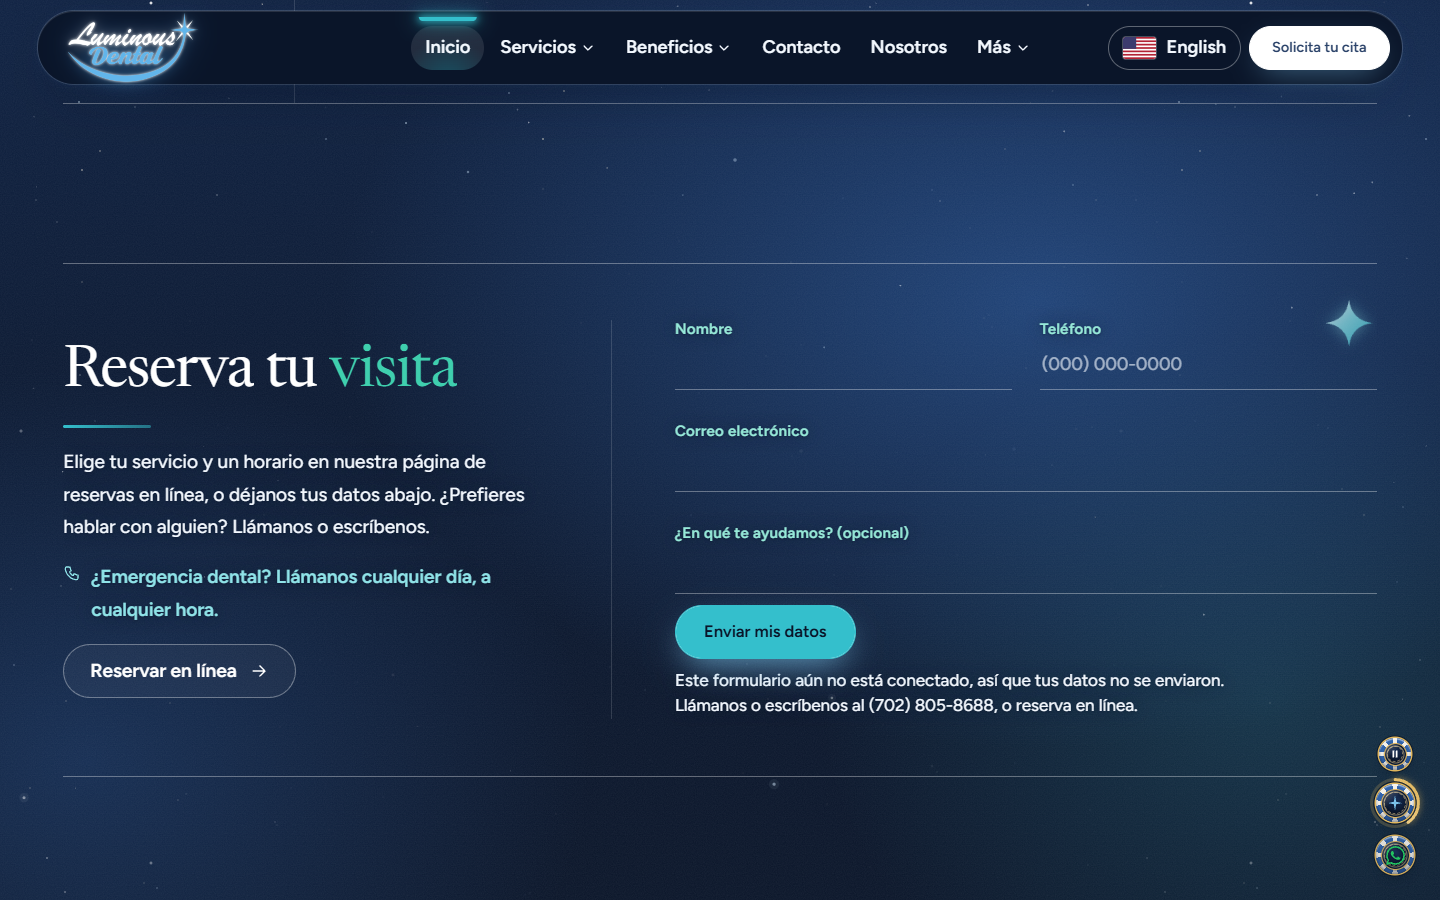 Luminous
Dental
Inicio
Servicios
Beneficios
Contacto
Nosotros
Más
English
Solicita tu cita
Reserva tu visita
Elige tu servicio y un horario en nuestra página de
reservas en línea, o déjanos tus datos abajo. ¿Prefieres
hablar con alguien? Llámanos o escríbenos.
¿Emergencia dental? Llámanos cualquier día, a
cualquier hora.
Reservar en línea
Nombre
Teléfono
(000) 000-0000
Correo electrónico
¿En qué te ayudamos? (opcional)
Enviar mis datos
Este formulario aún no está conectado, así que tus datos no se enviaron.
Llámanos o escríbenos al (702) 805-8688, o reserva en línea.